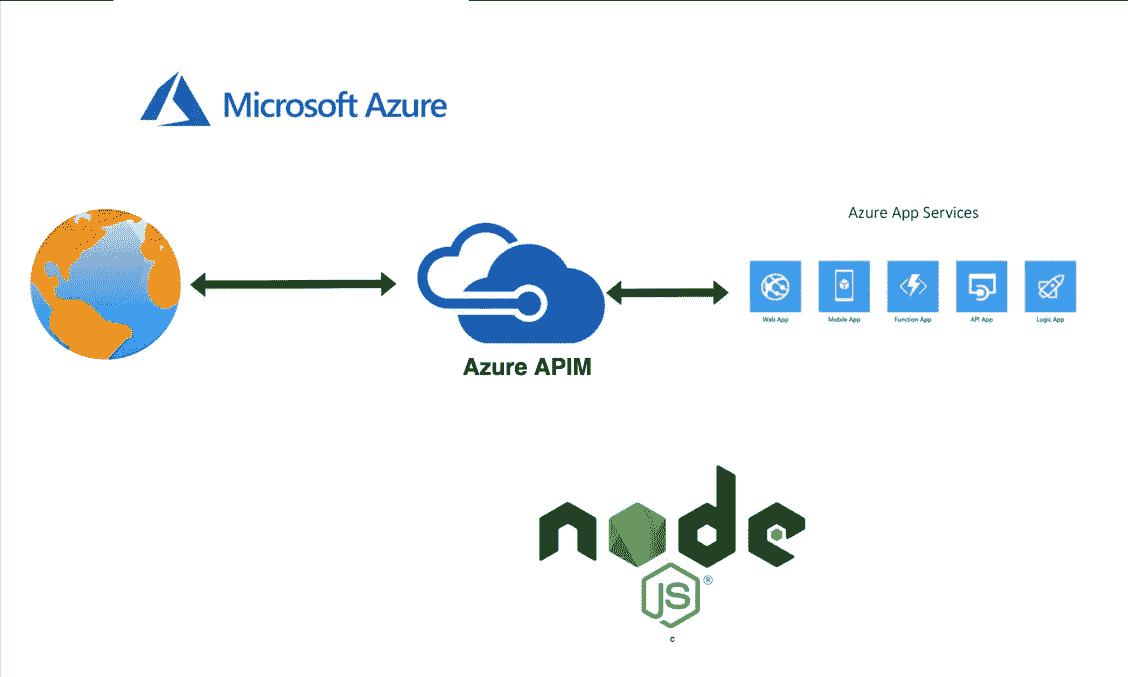 Microsoft Azure
Azure App Services
Web App
Mobile App
Function App
API App
Logic App
Azure APIM
node
JS
®
c